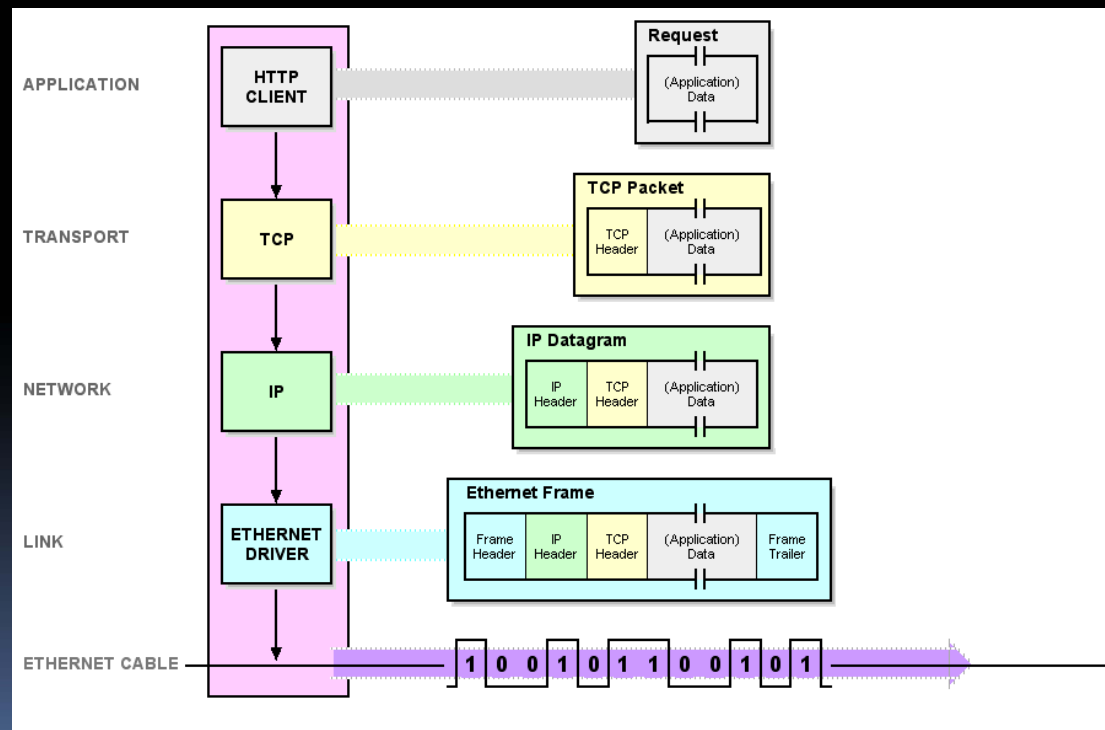 APPLICATION
HTTP
CLIENT
Request
(Application)
Data
TRANSPORT
TCP
TCP Packet
TCP
Header
(Application)
Data
NETWORK
IP
IP Datagram
IP
Header
TCP
Header
(Application)
Data
LINK
ETHERNET
DRIVER
Ethernet Frame
Frame
Header
IP
Header
TCP
Header
(Application)
Data
Frame
Trailer
ETHERNET CABLE
1 0 0 1 0 1 1 0 0 1 0 1